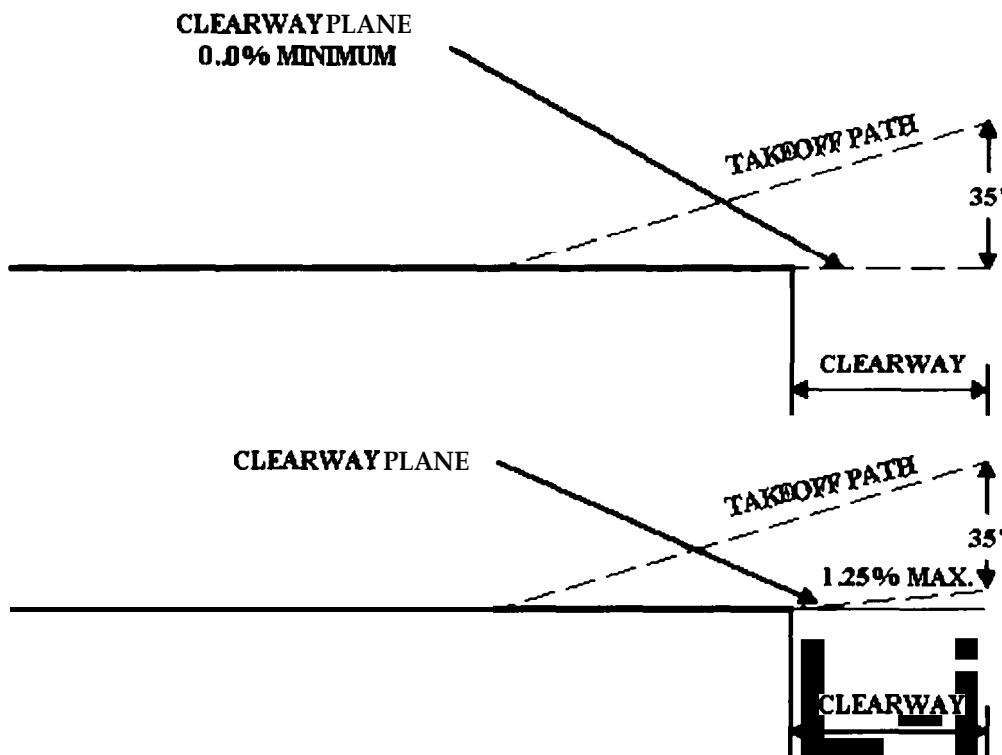 CLEARWAY PLANE
0..0% MINIMUM
TAKEOFF PATH
35'
CLEARWAY
CLEARWAY PLANE
TAKEOFF PATH
35'
1.25% MAX.
CLEARWAY